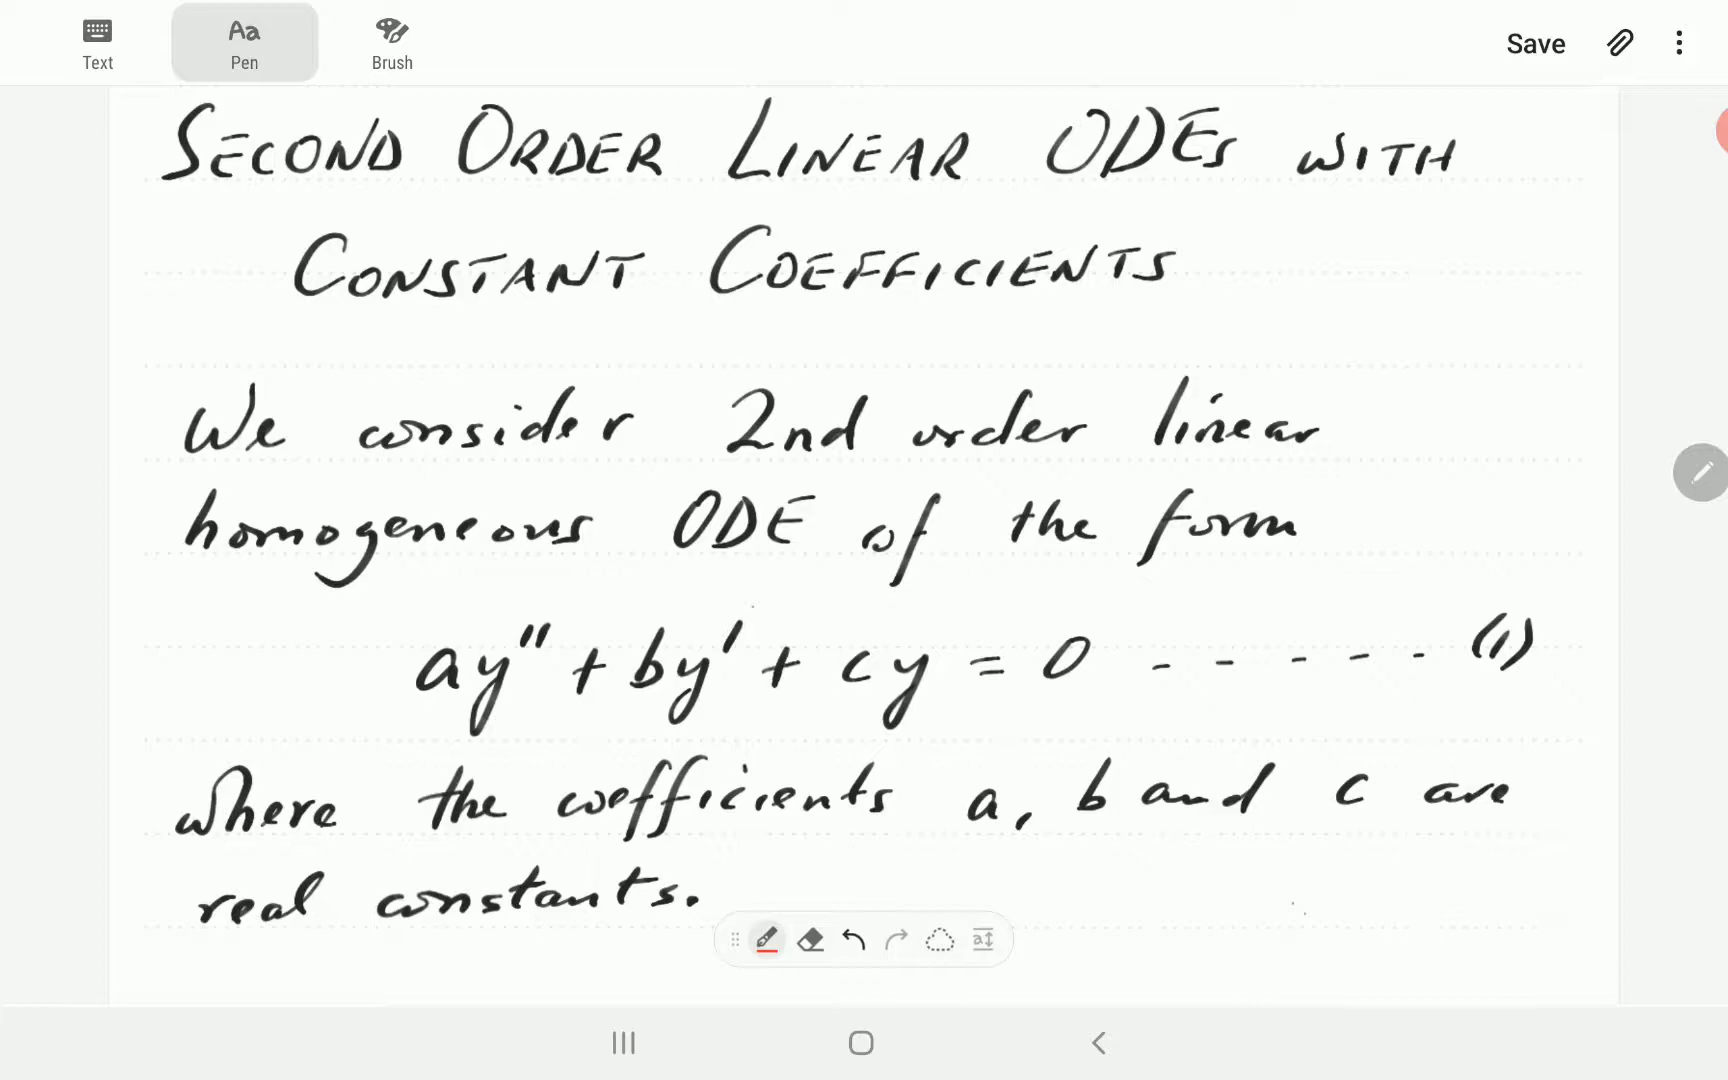 Text
Aa
Pen
Brush
Save
SECOND ORDER LINEAR ODEs WITH
CONSTANT COEFFICIENTS
We consider 2nd order linear
homogeneous ODE of the form
ay" + by' + cy = 0 - - - - - (1)
where the coefficients a, b and c are
real constants.